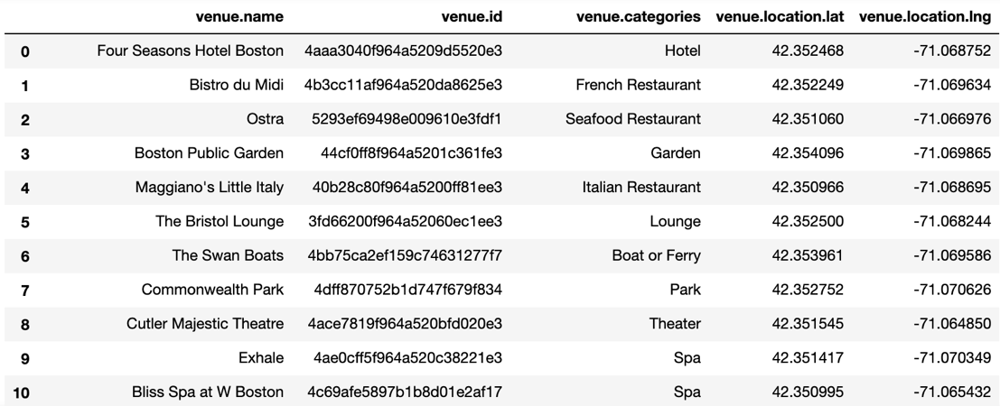 venue.name venue.id venue.categories venue.location.lat venue.location.lng
0 Four Seasons Hotel Boston 4aaa3040f964a5209d5520e3 Hotel 42.352468 -71.068752
1 Bistro du Midi 4b3cc11af964a520da8625e3 French Restaurant 42.352249 -71.069634
2 Ostra 5293ef69498e009610e3fdf1 Seafood Restaurant 42.351060 -71.066976
3 Boston Public Garden 44cf0ff8f964a5201c361fe3 Garden 42.354096 -71.069865
4 Maggiano's Little Italy 40b28c80f964a5200ff81ee3 Italian Restaurant 42.350966 -71.068695
5 The Bristol Lounge 3fd66200f964a52060ec1ee3 Lounge 42.352500 -71.068244
6 The Swan Boats 4bb75ca2ef159c74631277f7 Boat or Ferry 42.353961 -71.069586
7 Commonwealth Park 4dff870752b1d747f679f834 Park 42.352752 -71.070626
8 Cutler Majestic Theatre 4ace7819f964a520bfd020e3 Theater 42.351545 -71.064850
9 Exhale 4ae0cff5f964a520c38221e3 Spa 42.351417 -71.070349
10 Bliss Spa at W Boston 4c69afe5897b1b8d01e2af17 Spa 42.350995 -71.065432